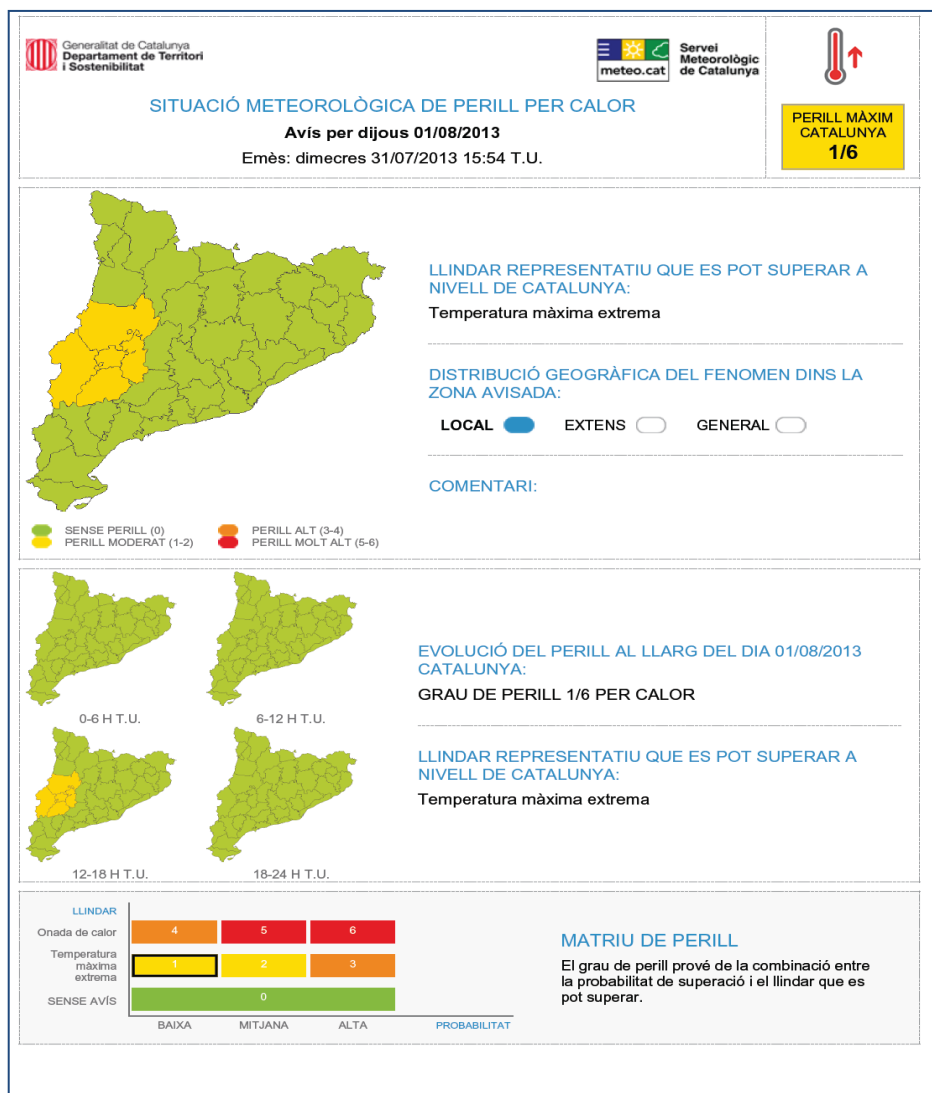 Generalitat de Catalunya
Departament de Territori
i Sostenibilitat
meteo.cat
Servei
Meteorològic
de Catalunya
SITUACIÓ METEOROLÒGICA DE PERILL PER CALOR
Avís per dijous 01/08/2013
Emès: dimecres 31/07/2013 15:54 T.U.
PERILL MÀXIM
CATALUNYA
1/6
LLINDAR REPRESENTATIU QUE ES POT SUPERAR A
NIVELL DE CATALUNYA:
Temperatura màxima extrema
DISTRIBUCIÓ GEOGRÀFICA DEL FENOMEN DINS LA
ZONA AVISADA:
LOCAL EXTENS GENERAL
COMENTARI:
SENSE PERILL (0)
PERILL MODERAT (1-2)
PERILL ALT (3-4)
PERILL MOLT ALT (5-6)
0-6 H T.U.
6-12 H T.U.
12-18 H T.U.
18-24 H T.U.
EVOLUCIÓ DEL PERILL AL LLARG DEL DIA 01/08/2013
CATALUNYA:
GRAU DE PERILL 1/6 PER CALOR
LLINDAR REPRESENTATIU QUE ES POT SUPERAR A
NIVELL DE CATALUNYA:
Temperatura màxima extrema
LLINDAR
Onada de calor 4 5 6
Temperatura
màxima
extrema
1 2 3
SENSE AVÍS 0
BAIXA MITJANA ALTA PROBABILITAT
MATRIU DE PERILL
El grau de perill prové de la combinació entre
la probabilitat de superació i el llindar que es
pot superar.